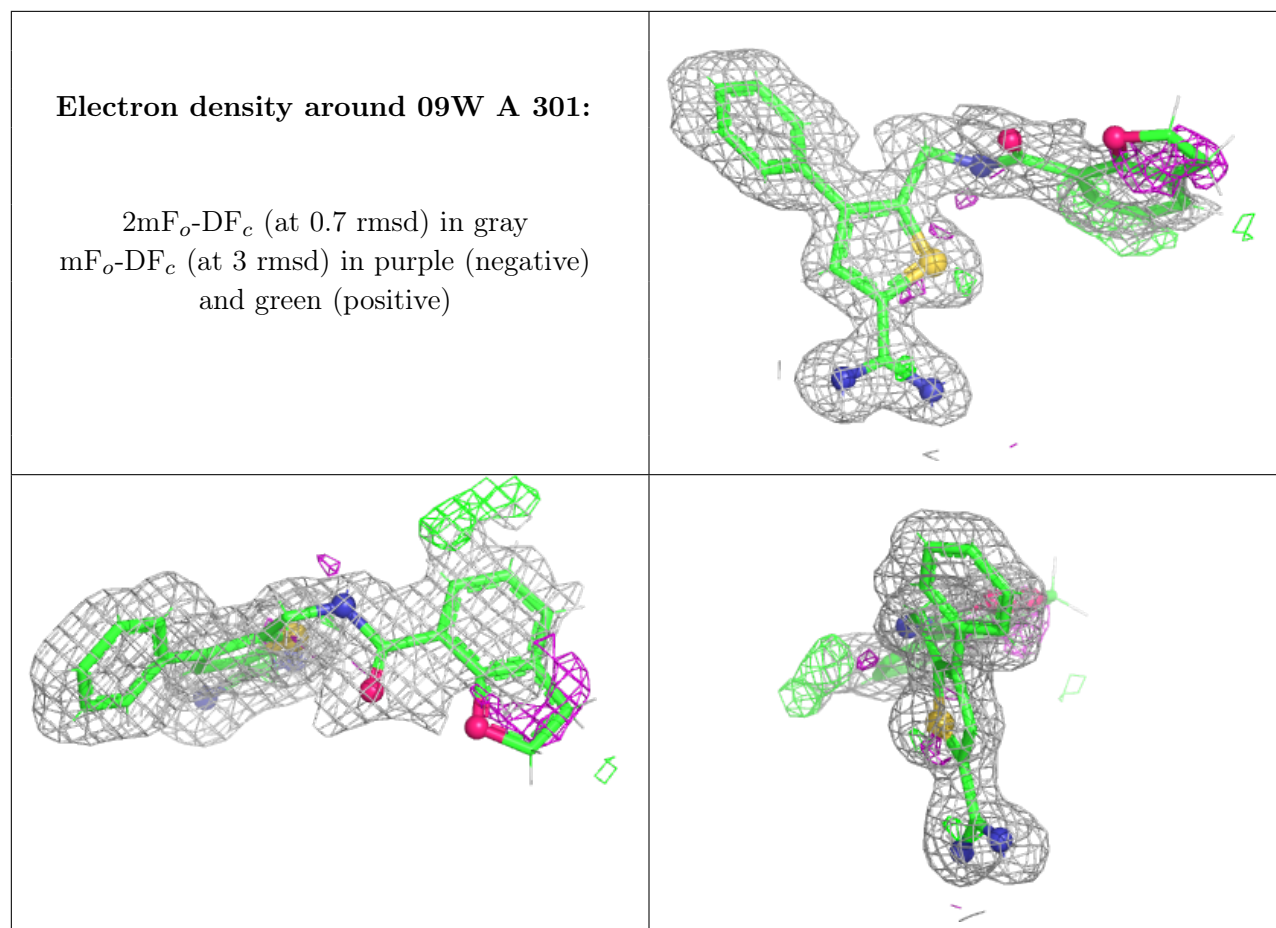 Electron density around 09W A 301:
2mFo-DFc (at 0.7 rmsd) in gray
mFo-DFc (at 3 rmsd) in purple (negative)
and green (positive)